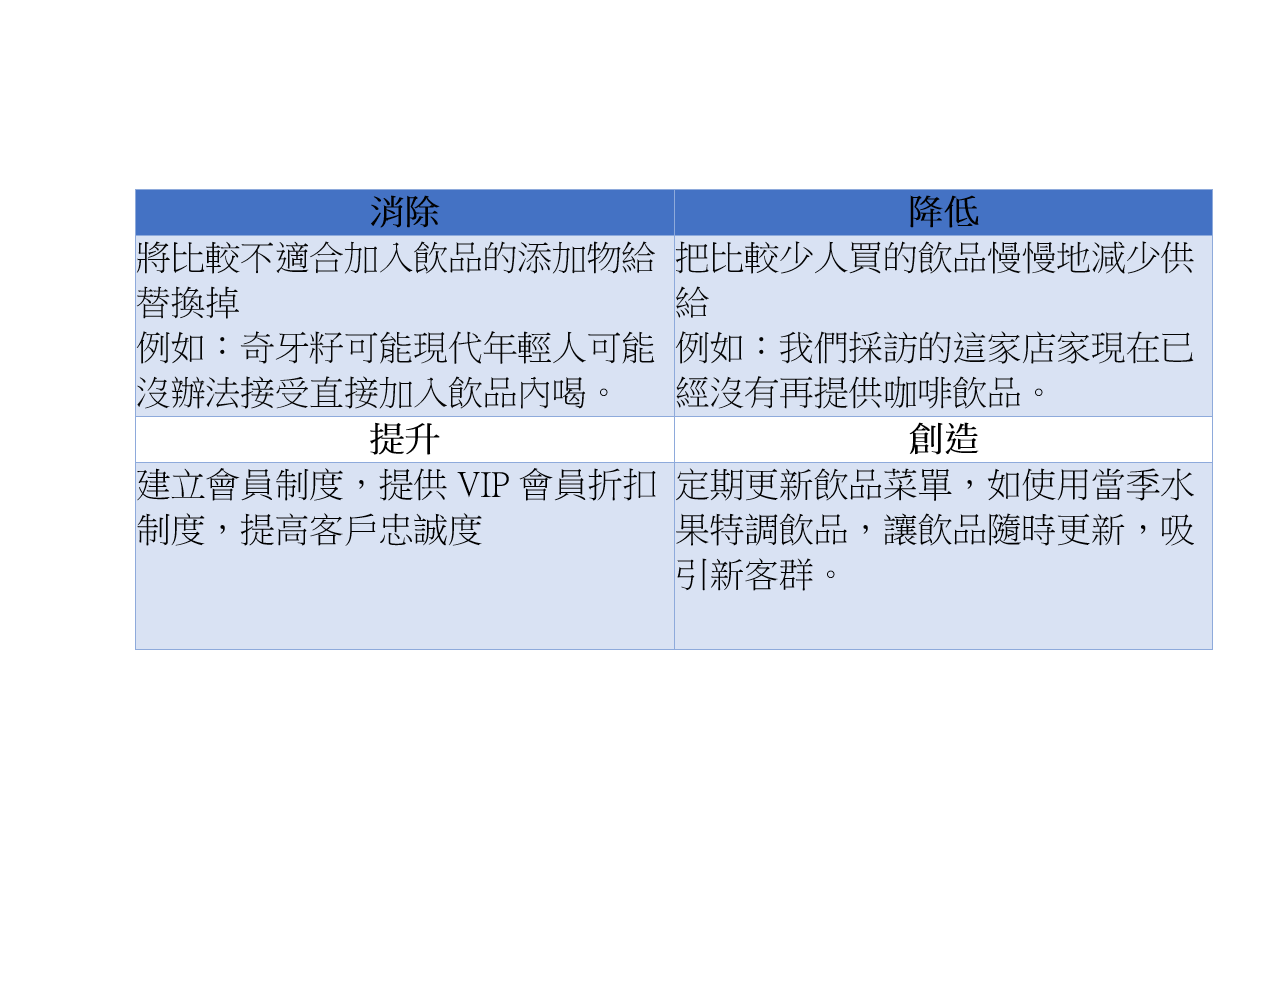 消除
降低
將比較不適合加入飲品的添加物給
替換掉
例如：奇牙籽可能現代年輕人可能
沒辦法接受直接加入飲品內喝。
把比較少人買的飲品慢慢地減少供
給
例如：我們採訪的這家店家現在已
經沒有再提供咖啡飲品。
提升
創造
建立會員制度，提供 VIP 會員折扣
制度，提高客戶忠誠度
定期更新飲品菜單，如使用當季水
果特調飲品，讓飲品隨時更新，吸
引新客群。